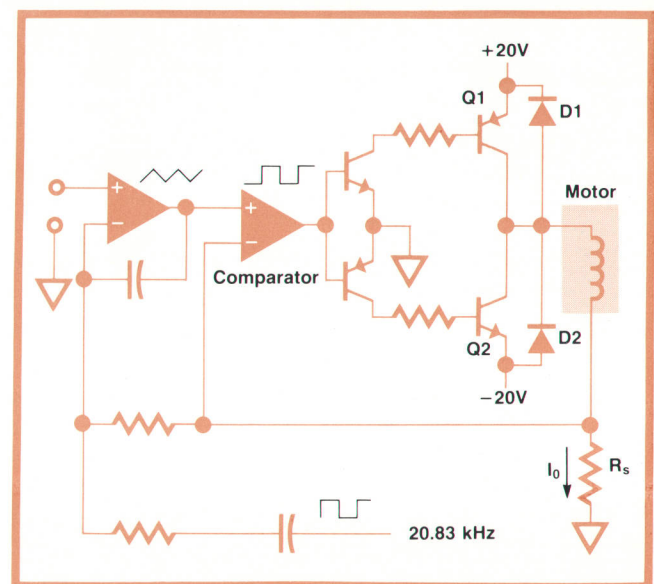 +20V
Q1
D1
Motor
+
−
+
−
Comparator
Q2
D2
−20V
I₀
Rₛ
20.83 kHz